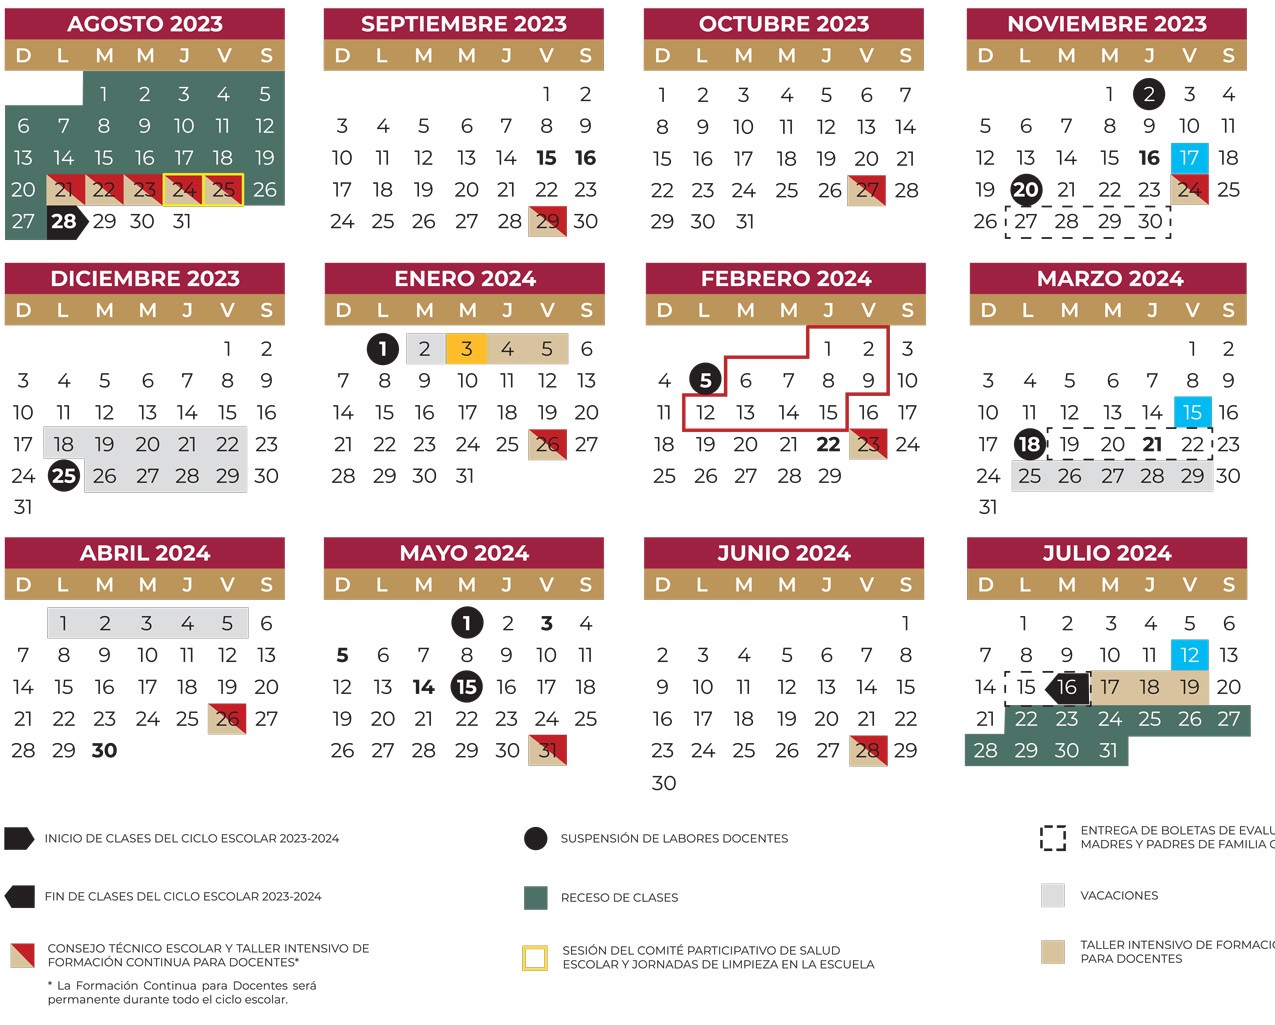 AGOSTO 2023
D L M M J V S
1 2 3 4 5
6 7 8 9 10 11 12
13 14 15 16 17 18 19
20 21 22 23 24 25 26
27 28 29 30 31
SEPTIEMBRE 2023
D L M M J V S
1 2
3 4 5 6 7 8 9
10 11 12 13 14 15 16
17 18 19 20 21 22 23
24 25 26 27 28 29 30
OCTUBRE 2023
D L M M J V S
1 2 3 4 5 6 7
8 9 10 11 12 13 14
15 16 17 18 19 20 21
22 23 24 25 26 27 28
29 30 31
NOVIEMBRE 2023
D L M M J V S
1 2 3 4
5 6 7 8 9 10 11
12 13 14 15 16 17 18
19 20 21 22 23 24 25
26 27 28 29 30
DICIEMBRE 2023
D L M M J V S
1 2
3 4 5 6 7 8 9
10 11 12 13 14 15 16
17 18 19 20 21 22 23
24 25 26 27 28 29 30
31
ENERO 2024
D L M M J V S
1 2 3 4 5 6
7 8 9 10 11 12 13
14 15 16 17 18 19 20
21 22 23 24 25 26 27
28 29 30 31
FEBRERO 2024
D L M M J V S
1 2 3
4 5 6 7 8 9 10
11 12 13 14 15 16 17
18 19 20 21 22 23 24
25 26 27 28 29
MARZO 2024
D L M M J V S
1 2
3 4 5 6 7 8 9
10 11 12 13 14 15 16
17 18 19 20 21 22 23
24 25 26 27 28 29 30
31
ABRIL 2024
D L M M J V S
1 2 3 4 5 6
7 8 9 10 11 12 13
14 15 16 17 18 19 20
21 22 23 24 25 26 27
28 29 30
MAYO 2024
D L M M J V S
1 2 3 4
5 6 7 8 9 10 11
12 13 14 15 16 17 18
19 20 21 22 23 24 25
26 27 28 29 30 31
JUNIO 2024
D L M M J V S
1
2 3 4 5 6 7 8
9 10 11 12 13 14 15
16 17 18 19 20 21 22
23 24 25 26 27 28 29
30
JULIO 2024
D L M M J V S
1 2 3 4 5 6
7 8 9 10 11 12 13
14 15 16 17 18 19 20
21 22 23 24 25 26 27
28 29 30 31
INICIO DE CLASES DEL CICLO ESCOLAR 2023-2024
FIN DE CLASES DEL CICLO ESCOLAR 2023-2024
CONSEJO TÉCNICO ESCOLAR Y TALLER INTENSIVO DE
FORMACIÓN CONTINUA PARA DOCENTES*
* La Formación Continua para Docentes será
permanente durante todo el ciclo escolar.
SUSPENSIÓN DE LABORES DOCENTES
RECESO DE CLASES
SESIÓN DEL COMITÉ PARTICIPATIVO DE SALUD
ESCOLAR Y JORNADAS DE LIMPIEZA EN LA ESCUELA
ENTREGA DE BOLETAS DE
MADRES Y PADRES DE FAMILIA
VACACIONES
TALLER INTENSIVO DE
PARA DOCENTES